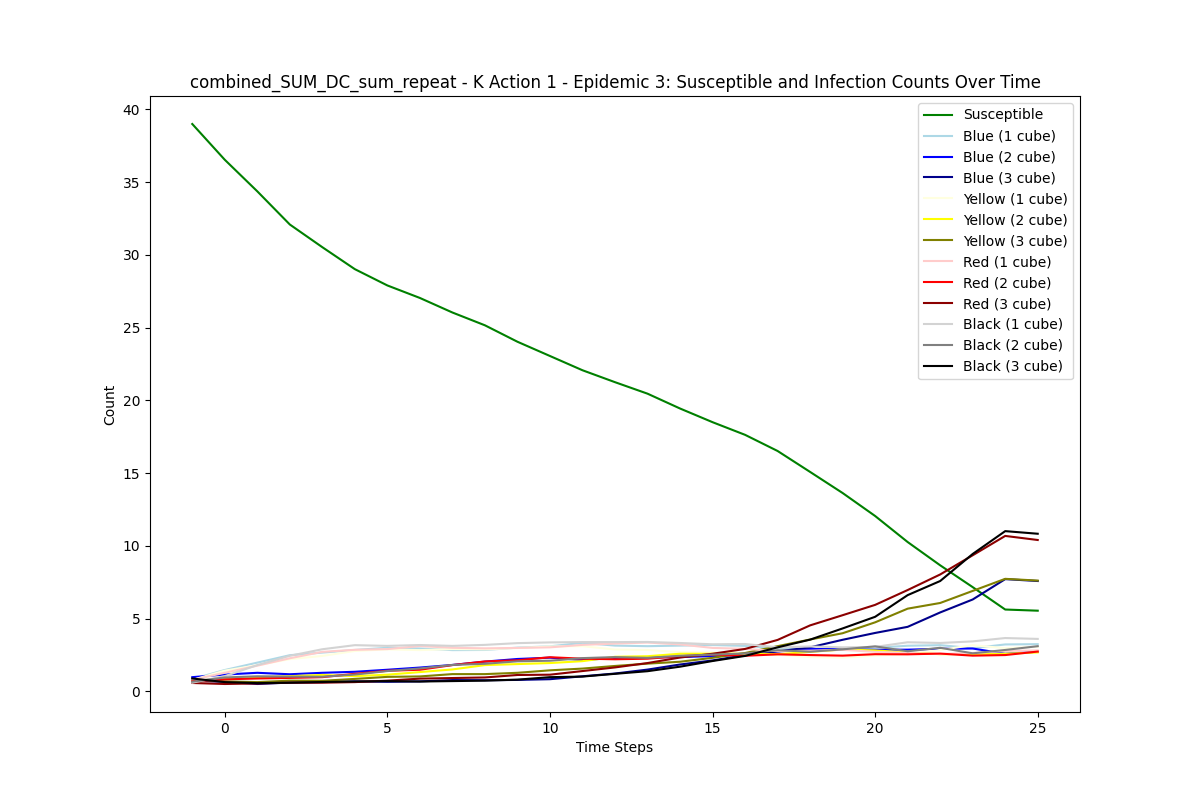 combined_SUM_DC_sum_repeat - K Action 1 - Epidemic 3: Susceptible and Infection Counts Over Time
40
35
30
25
20
15
10
5
0
Count
0 5 10 15 20 25
Time Steps
Susceptible
Blue (1 cube)
Blue (2 cube)
Blue (3 cube)
Yellow (1 cube)
Yellow (2 cube)
Yellow (3 cube)
Red (1 cube)
Red (2 cube)
Red (3 cube)
Black (1 cube)
Black (2 cube)
Black (3 cube)